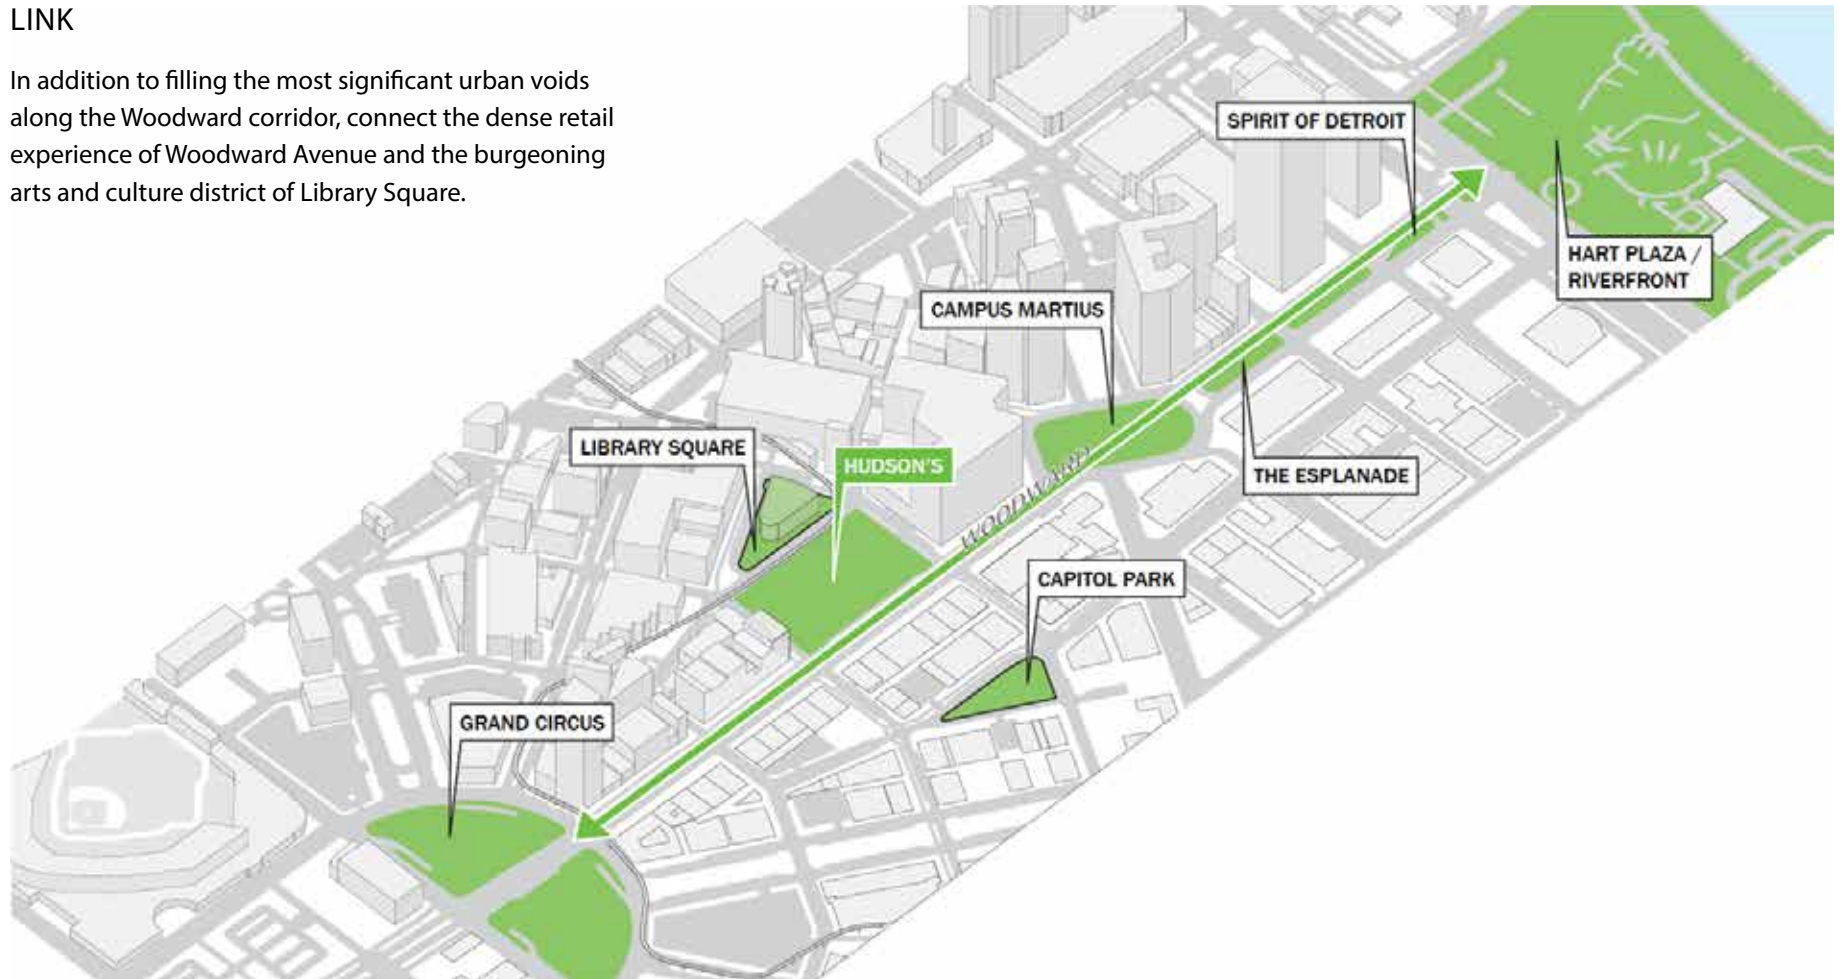 LINK
In addition to filling the most significant urban voids
along the Woodward corridor, connect the dense retail
experience of Woodward Avenue and the burgeoning
arts and culture district of Library Square.
SPIRIT OF DETROIT
HART PLAZA /
RIVERFRONT
CAMPUS MARTIUS
LIBRARY SQUARE
HUDSON'S
THE ESPLANADE
WOODWARD
CAPITOL PARK
GRAND CIRCUS